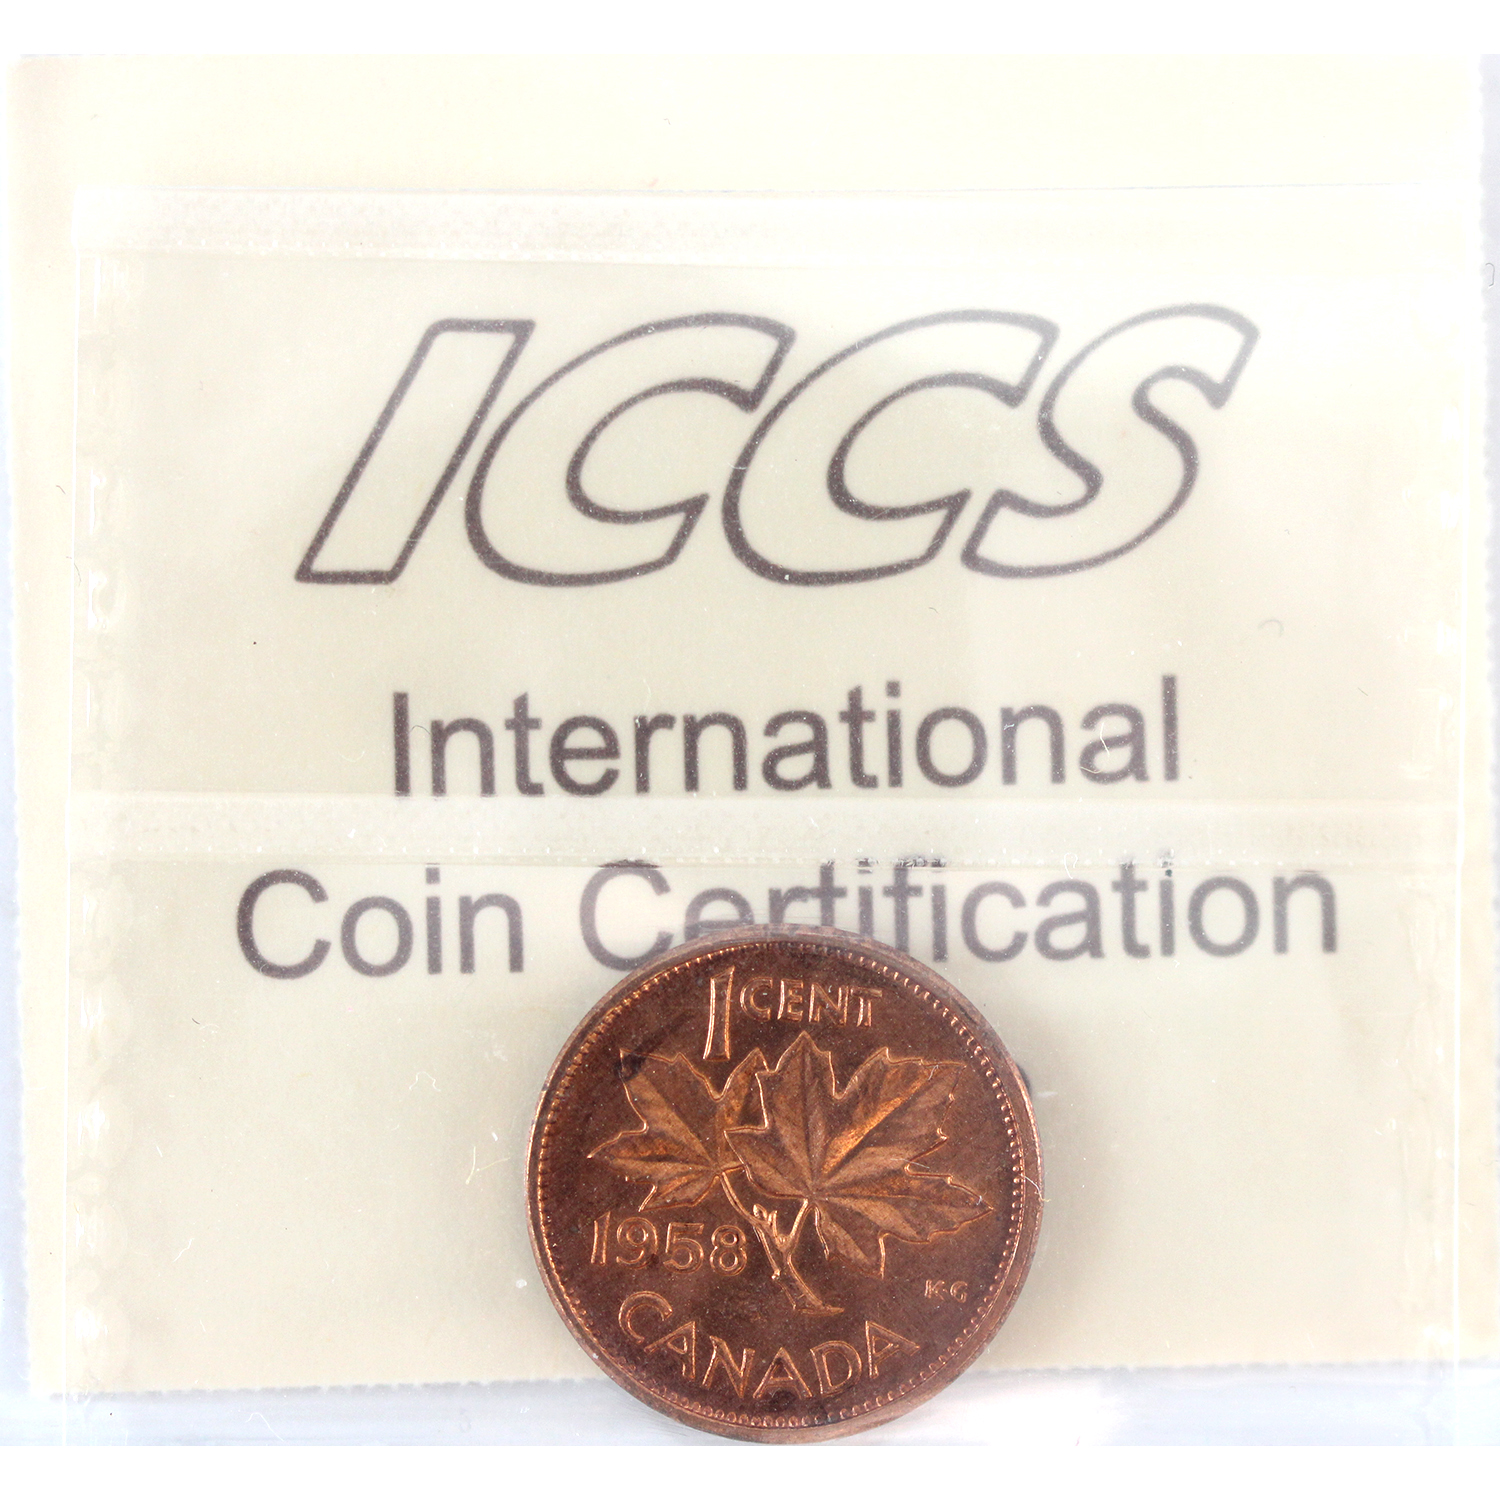 ICCS
International
Coin Certification
1 CENT
1958
KG
CANADA